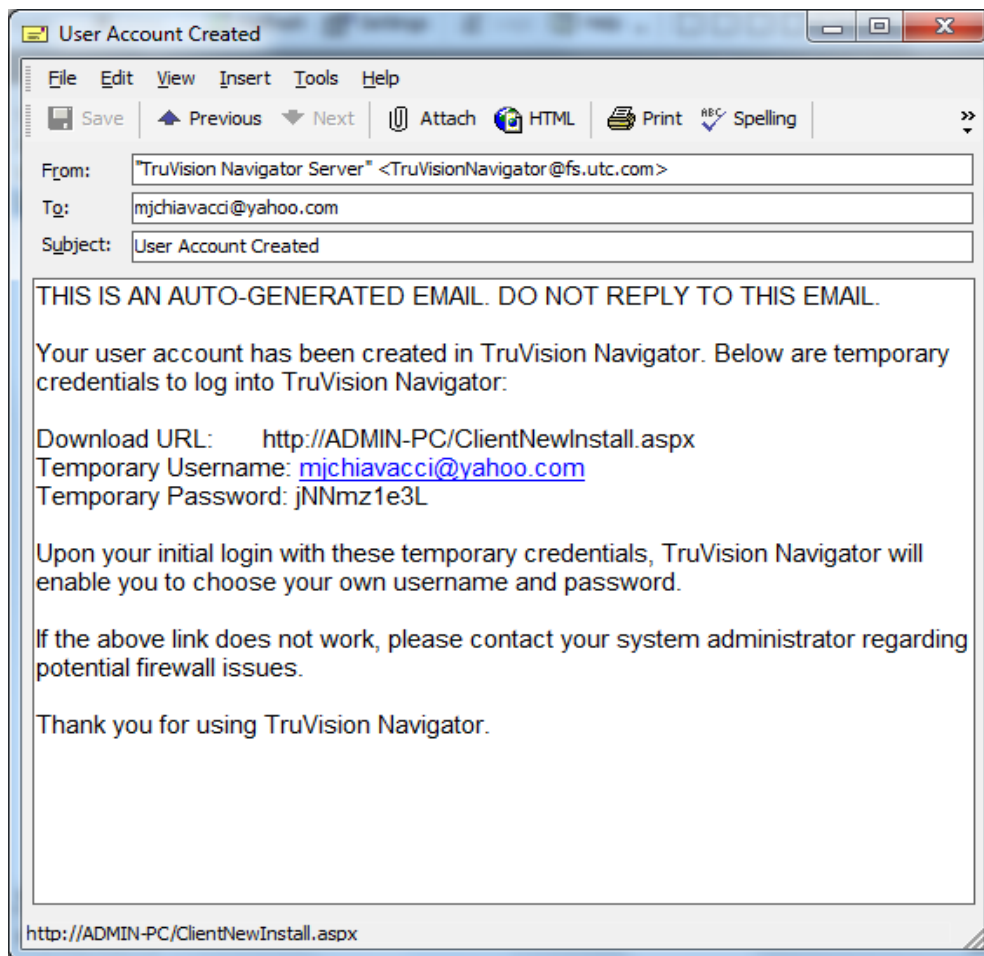 User Account Created
File Edit View Insert Tools Help
Save Previous Next Attach HTML Print ABC Spelling »
From: "TruVision Navigator Server" <TruVisionNavigator@fs.utc.com>
To: mjchiavacci@yahoo.com
Subject: User Account Created
THIS IS AN AUTO-GENERATED EMAIL. DO NOT REPLY TO THIS EMAIL.
Your user account has been created in TruVision Navigator. Below are temporary
credentials to log into TruVision Navigator:
Download URL: http://ADMIN-PC/ClientNewInstall.aspx
Temporary Username: mjchiavacci@yahoo.com
Temporary Password: jNNmz1e3L
Upon your initial login with these temporary credentials, TruVision Navigator will
enable you to choose your own username and password.
If the above link does not work, please contact your system administrator regarding
potential firewall issues.
Thank you for using TruVision Navigator.
http://ADMIN-PC/ClientNewInstall.aspx